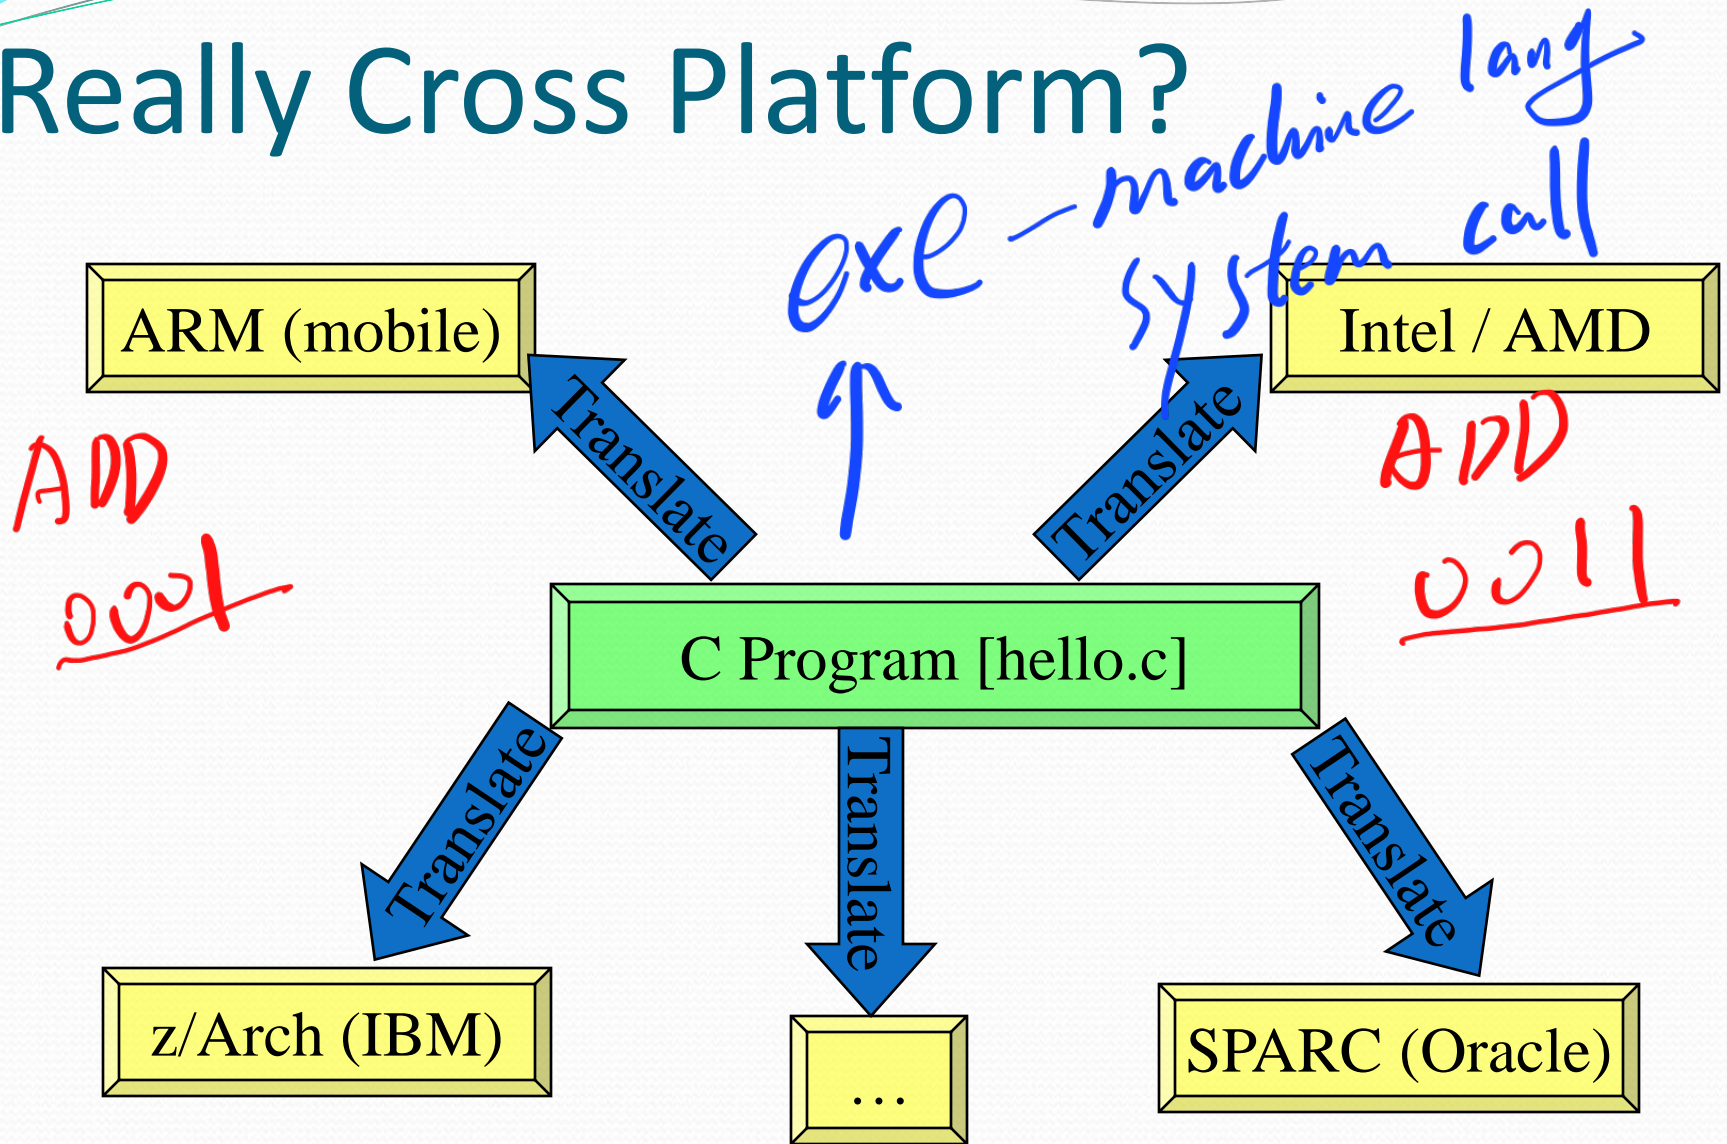 Really Cross Platform?
exe - machine lang
system call
ARM (mobile)
Intel / AMD
Translate
Translate
ADD
0001
ADD
0011
C Program [hello.c]
Translate
Translate
Translate
z/Arch (IBM)
...
SPARC (Oracle)